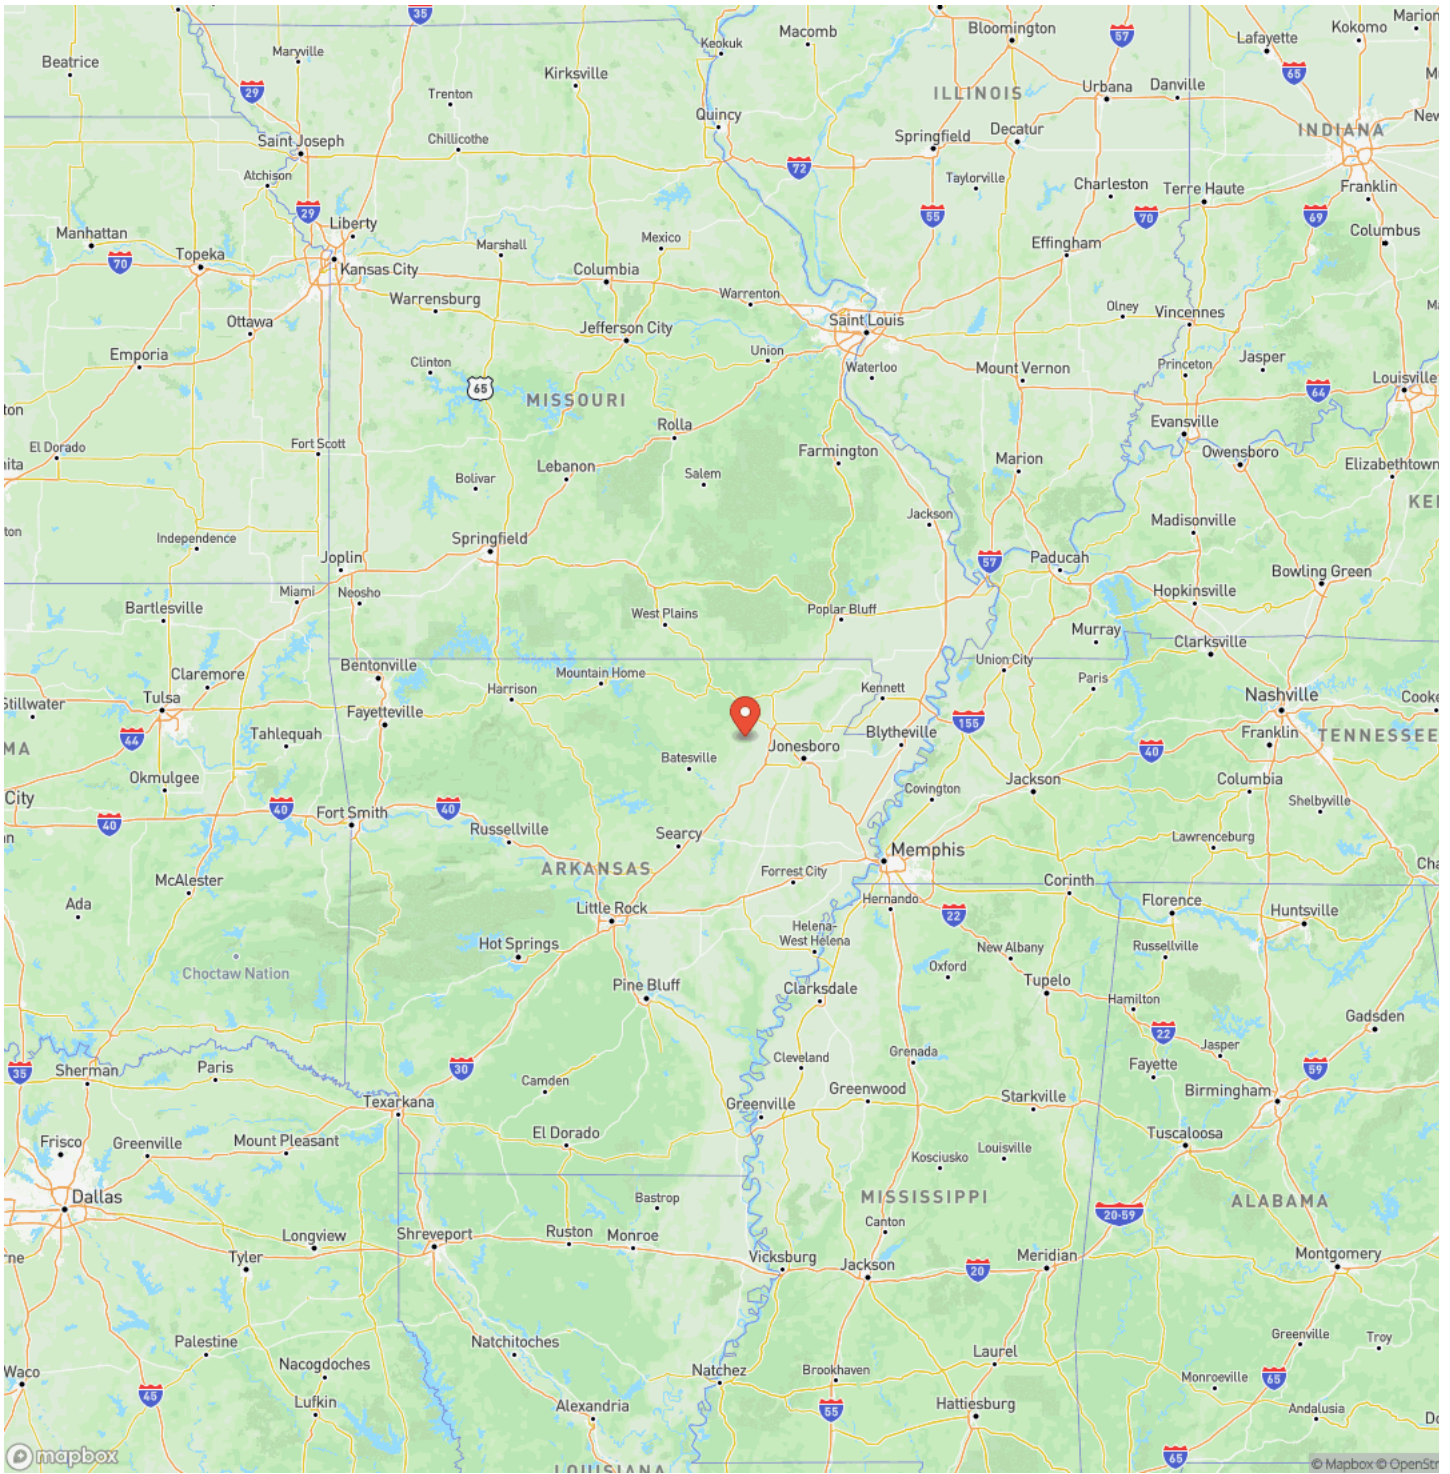 35
Macomb
Bloomington
Marion
Keokuk
57
Lafayette
Kokomo
Beatrice
Maryville
29
Kirksville
65
Trenton
ILLINOIS
Urbana
Danville
Quincy
Springfield
Decatur
INDIANA
Saint Joseph
Chillicothe
72
Atchison
Taylorville
Charleston
Terre Haute
Franklin
29
Liberty
55
70
69
Manhattan
Mexico
Marshall
Effingham
Columbus
Topeka
70
Kansas City
Columbia
Warrensburg
Warrenton
Olney
Vincennes
Ottawa
Jefferson City
Saint Louis
Emporia
Clinton
Union
Waterloo
Mount Vernon
Princeton
Jasper
Louisville
65
MISSOURI
64
ton
Rolla
Evansville
El Dorado
Fort Scott
Farmington
Marion
Owensboro
ita
Lebanon
Salem
Elizabethtown
Bolivar
KE
Jackson
Madisonville
ton
Independence
Springfield
Joplin
57
Paducah
Bowling Green
Miami
Neosho
Hopkinsville
Bartlesville
West Plains
Poplar Bluff
Murray
Clarksville
Bentonville
Mountain Home
Union City
Claremore
Harrison
Kennett
Paris
Stillwater
Tulsa
Fayetteville
155
Nashville
Cooke
44
Tahlequah
Jonesboro
Blytheville
40
Franklin
TENNESSEE
MA
Batesville
Okmulgee
Jackson
Columbia
City
40
40
40
Fort Smith
Covington
Shelbyville
Russellville
Searcy
Lawrenceburg
Memphis
ARKANSAS
Forrest City
Cha
McAlester
Corinth
Ada
Little Rock
Hernando
22
Florence
Huntsville
Hot Springs
Helena-
West Helena
New Albany
Russellville
Choctaw Nation
Oxford
Pine Bluff
Clarksdale
Tupelo
Hamilton
Gadsden
22
Jasper
35
Sherman
Paris
30
Cleveland
Grenada
Fayette
59
Camden
Greenwood
Starkville
Birmingham
Texarkana
Greenville
Frisco
Greenville
Mount Pleasant
El Dorado
Tuscaloosa
Kosciusko
Louisville
Dallas
Bastrop
MISSISSIPPI
ALABAMA
20-59
Longview
Shreveport
Ruston
Monroe
Canton
rne
Tyler
Vicksburg
Jackson
20
Meridian
Montgomery
Palestine
Natchitoches
Greenville
Troy
Waco
Nacogdoches
Natchez
Brookhaven
Laurel
Monroeville
65
45
Lufkin
Alexandria
55
Hattiesburg
Andalusia
65
mapbox
LOUISIANA
© Mapbox © OpenStr